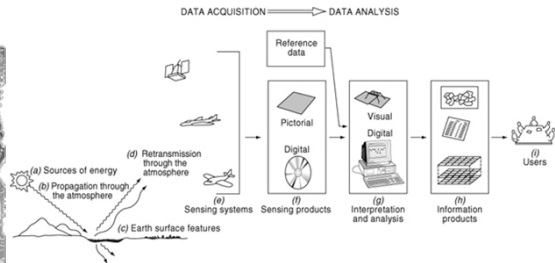 DATA ACQUISITION DATA ANALYSIS
Reference
data
Pictorial
Digital
Visual
Digital
(a) Sources of energy
(b) Propagation through
the atmosphere
(c) Earth surface features
(d) Retransmission
through the
atmosphere
(e)
Sensing systems
(f)
Sensing products
(g)
Interpretation
and analysis
(h)
Information
products
(i)
Users